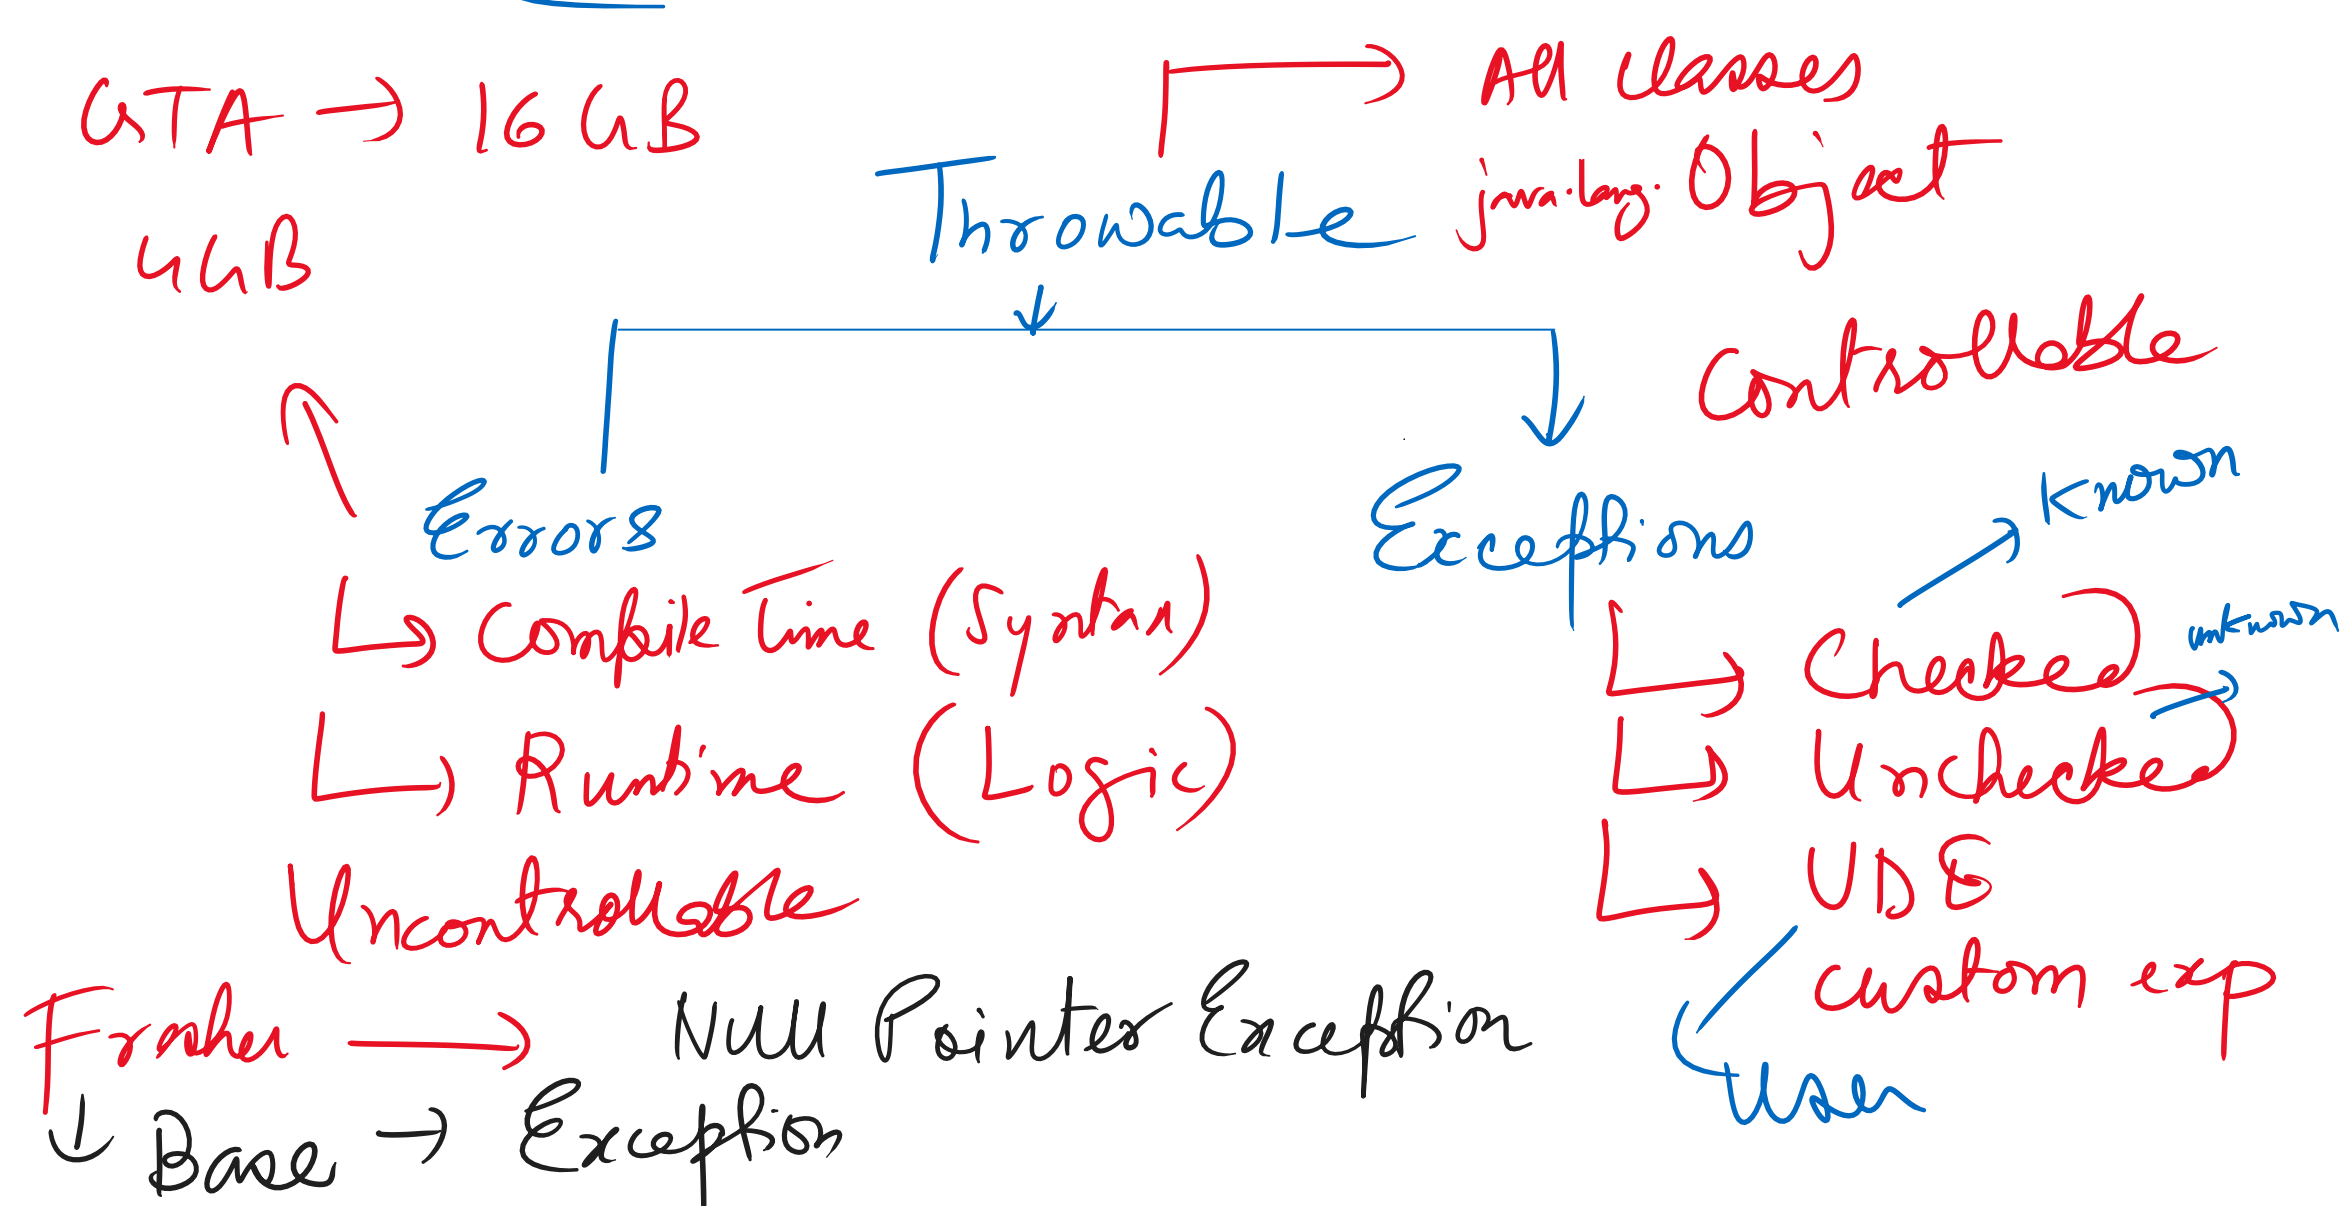 GTA → 16 GB
4GB
All classes
java.lang.Object
Throwable
Controllable
Errors
Exceptions
Known
Compile Time (Syntax)
Checked
unknown
Runtime (Logic)
Unchecked
Uncontrollable
UDE
custom exp
→ Null Pointer Exception
User
Base → Exception